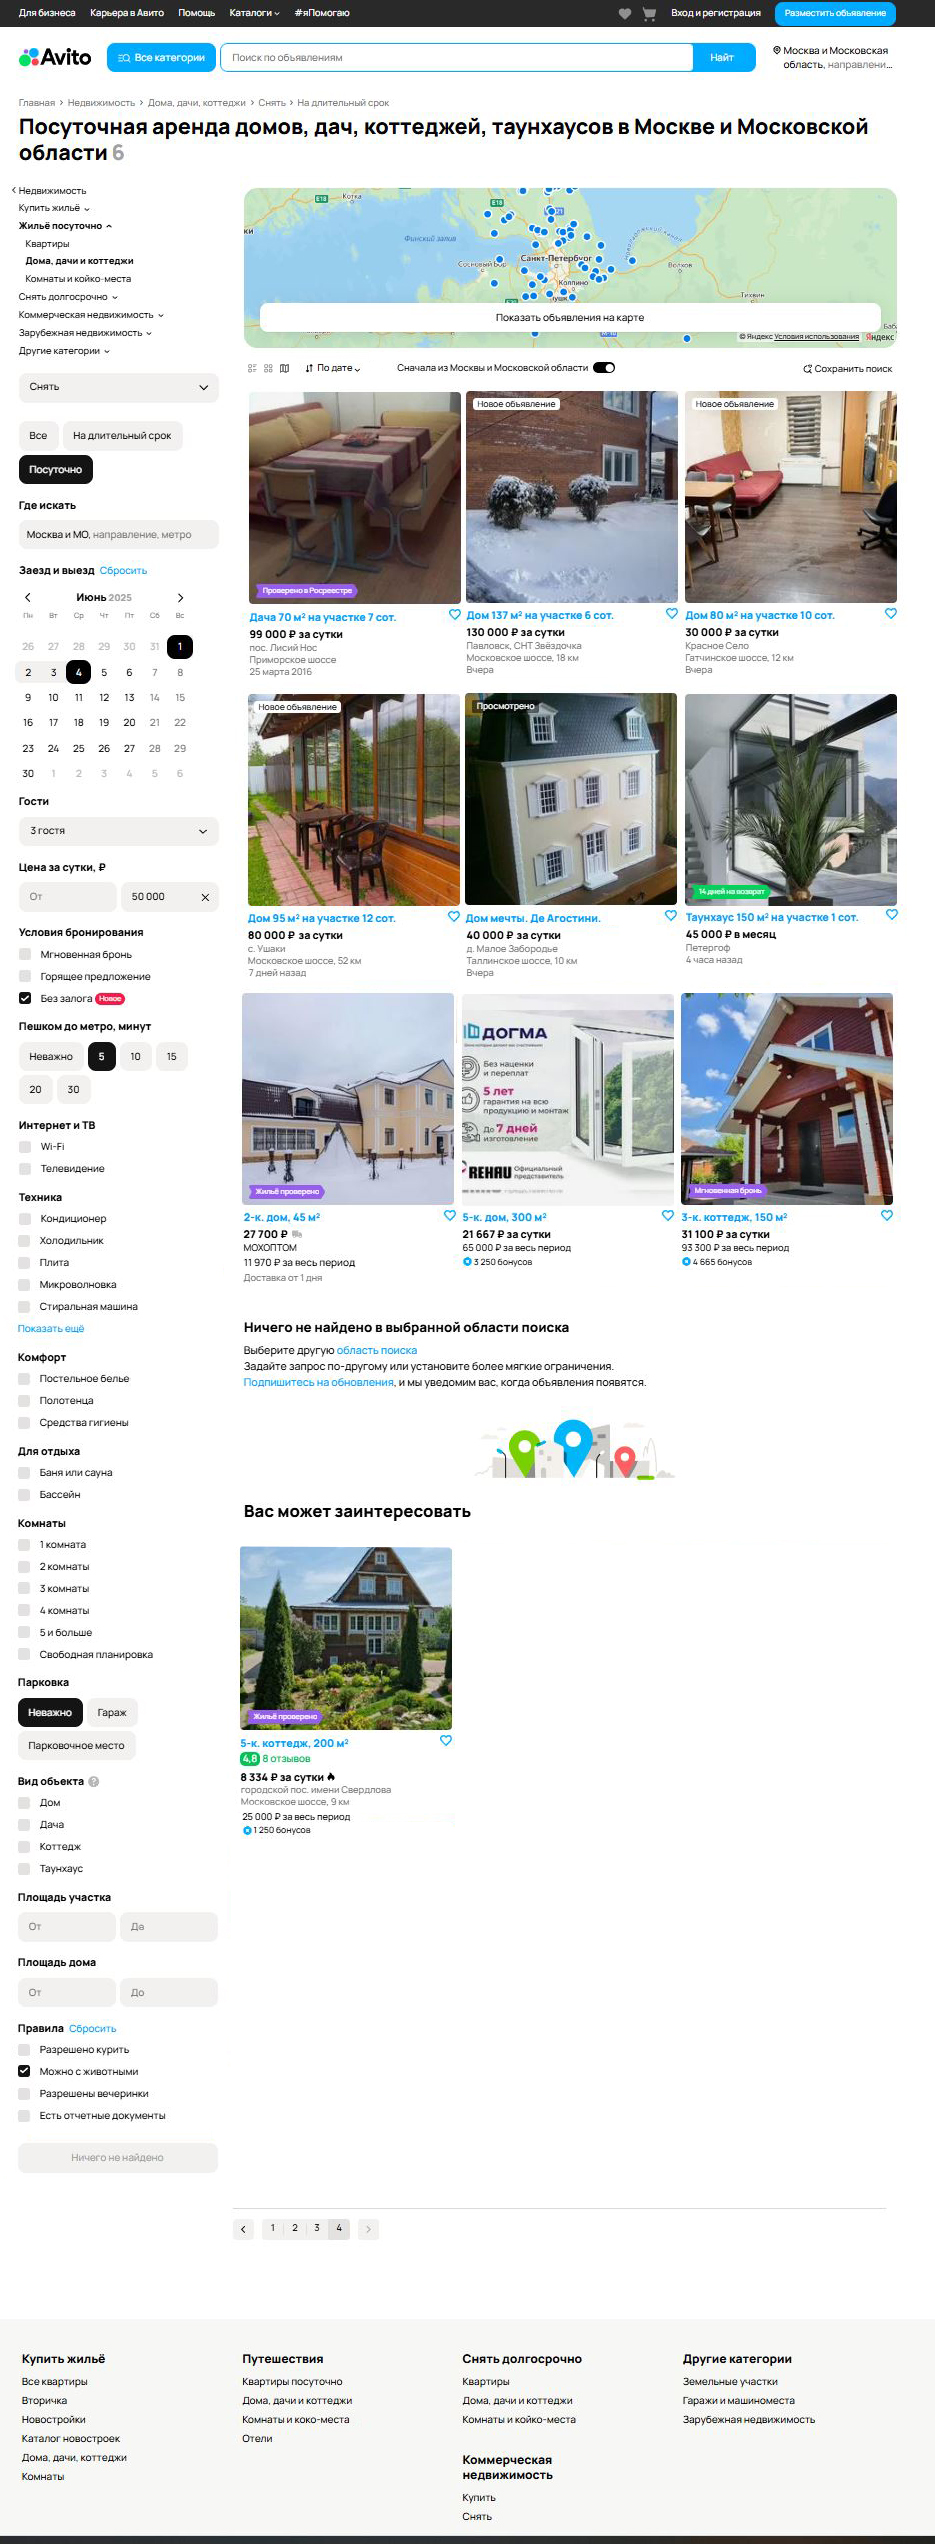 Для бизнеса Карьера в Авито Помощь Каталоги #яПомогаю Вход и регистрация Разместить объявление
Avito Все категории Поиск по объявлениям Найти Москва и Московская область, направлени...
Главная > Недвижимость > Дома, дачи, коттеджи > Снять > На длительный срок
Посуточная аренда домов, дач, коттеджей, таунхаусов в Москве и Московской
области 6
Недвижимость
Купить жильё
Жильё посуточно
Квартиры
Дома, дачи и коттеджи
Комнаты и койко-места
Снять долгосрочно
Коммерческая недвижимость
Зарубежная недвижимость
Другие категории
Снять
Все На длительный срок
Посуточно
Где искать
Москва и МО, направление, метро
Заезд и выезд Сбросить
Июнь 2025
Пн Вт Ср Чт Пт Сб Вс
26 27 28 29 30 31 1
2 3 4 5 6 7 8
9 10 11 12 13 14 15
16 17 18 19 20 21 22
23 24 25 26 27 28 29
30 1 2 3 4 5 6
Гости
3 гостя
Цена за сутки, ₽
От 50 000
Условия бронирования
Мгновенная бронь
Горящее предложение
Без залога Новое
Пешком до метро, минут
Неважно 5 10 15
20 30
Интернет и ТВ
Wi-Fi
Телевидение
Техника
Кондиционер
Холодильник
Плита
Микроволновка
Стиральная машина
Показать ещё
Комфорт
Постельное белье
Полотенца
Средства гигиены
Для отдыха
Баня или сауна
Бассейн
Комнаты
1 комната
2 комнаты
3 комнаты
4 комнаты
5 и больше
Свободная планировка
Парковка
Неважно Гараж
Парковочное место
Вид объекта ?
Дом
Дача
Коттедж
Таунхаус
Площадь участка
От До
Площадь дома
От До
Правила Сбросить
Разрешено курить
Можно с животными
Разрешены вечеринки
Есть отчетные документы
Ничего не найдено
E18
Котка
E18
ки
Финский залив
Сосновый Бор
Санкт-Петербург
Колпино
Волхов
Тихвин
Показать объявления на карте
© Яндекс Условия использования Яндекс
По дате Сначала из Москвы и Московской области Сохранить поиск
Проверено в Росреестре
Дача 70 м² на участке 7 сот.
99 000 ₽ за сутки
пос. Лисий Нос
Приморское шоссе
25 марта 2016
Новое объявление
Дом 137 м² на участке 6 сот.
130 000 ₽ за сутки
Павловск, СНТ Звёздочка
Московское шоссе, 18 км
Вчера
Новое объявление
Дом 80 м² на участке 10 сот.
30 000 ₽ за сутки
Красное Село
Гатчинское шоссе, 12 км
Вчера
Новое объявление
Дом 95 м² на участке 12 сот.
80 000 ₽ за сутки
с. Ушаки
Московское шоссе, 52 км
7 дней назад
Просмотрено
Дом мечты. Де Агостини.
40 000 ₽ за сутки
д. Малое Забородье
Таллинское шоссе, 10 км
Вчера
14 дней на возврат
Таунхаус 150 м² на участке 1 сот.
45 000 ₽ в месяц
Петергоф
4 часа назад
Жильё проверено
2-к. дом, 45 м²
27 700 ₽
МОХОПТОМ
11 970 ₽ за весь период
Доставка от 1 дня
ДОГМА
Без наценки
и переплат
5 лет
гарантия на всю
продукцию и монтаж
До 7 дней
изготовление
REHAU Официальный
представитель
5-к. дом, 300 м²
21 667 ₽ за сутки
65 000 ₽ за весь период
3 250 бонусов
Мгновенная бронь
3-к. коттедж, 150 м²
31 100 ₽ за сутки
93 300 ₽ за весь период
4 665 бонусов
Ничего не найдено в выбранной области поиска
Выберите другую область поиска
Задайте запрос по-другому или установите более мягкие ограничения.
Подпишитесь на обновления, и мы уведомим вас, когда объявления появятся.
Вас может заинтересовать
Жильё проверено
5-к. коттедж, 200 м²
4,8 8 отзывов
8 334 ₽ за сутки
городской пос. имени Свердлова
Московское шоссе, 9 км
25 000 ₽ за весь период
1 250 бонусов
1 2 3 4
Купить жильё
Все квартиры
Вторичка
Новостройки
Каталог новостроек
Дома, дачи, коттеджи
Комнаты
Путешествия
Квартиры посуточно
Дома, дачи и коттеджи
Комнаты и коко-места
Отели
Снять долгосрочно
Квартиры
Дома, дачи и коттеджи
Комнаты и койко-места
Коммерческая
недвижимость
Купить
Снять
Другие категории
Земельные участки
Гаражи и машиноместа
Зарубежная недвижимость